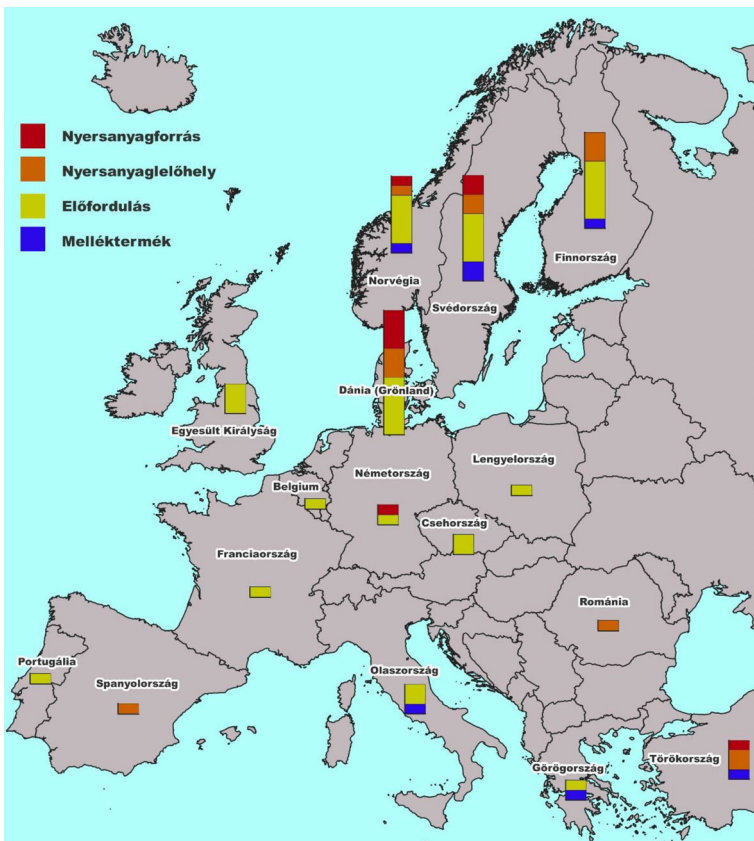 Nyersanyagforrás
Nyersanyaglelőhely
Előfordulás
Melléktermék
Finnország
Norvégia
Svédország
Dánia (Grönland)
Egyesült Királyság
Németország
Lengyelország
Belgium
Csehország
Franciaország
Románia
Portugália
Olaszország
Spanyolország
Törökország
Görögország